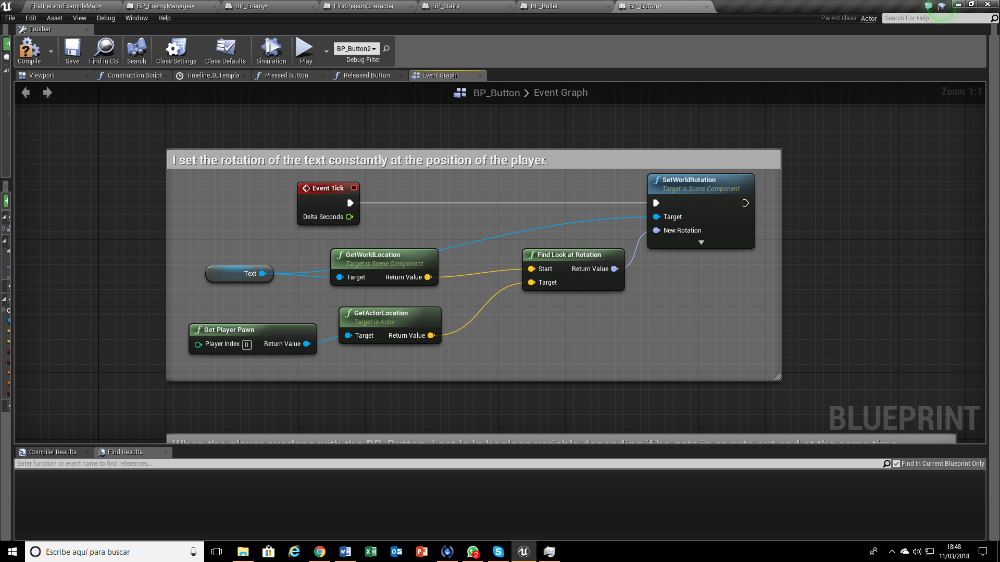 FirstPersonExampleMap*
BP_EnemyManager*
BP_Enemy*
FirstPersonCharacter
BP_Stairs
BP_Bullet
BP_Button*
File Edit Asset View Debug Window Help
Parent class: Actor
Search For Help
Toolbar
Compile
Save
Find in CB
Search
Class Settings
Class Defaults
Simulation
Play
BP_Button2
Debug Filter
Viewport
Construction Script
Timeline_0_Templa
Pressed Button
Released Button
Event Graph
BP_Button > Event Graph
Zoom 1:1
I set the rotation of the text constantly at the position of the player.
Event Tick
Delta Seconds
SetWorldRotation
Target is Scene Component
Target
New Rotation
GetWorldLocation
Target is Scene Component
Target Return Value
Find Look at Rotation
Start Return Value
Target
Text
GetActorLocation
Target is Actor
Target Return Value
Get Player Pawn
Player Index 0 Return Value
BLUEPRINT
When the player overlaps with the BP_Button, I set Is In boolean variable depending if he gets in or gets out and at the same time
Compiler Results
Find Results
Enter function or event name to find references...
Find In Current Blueprint Only
Escribe aquí para buscar
2
18:48
11/03/2018